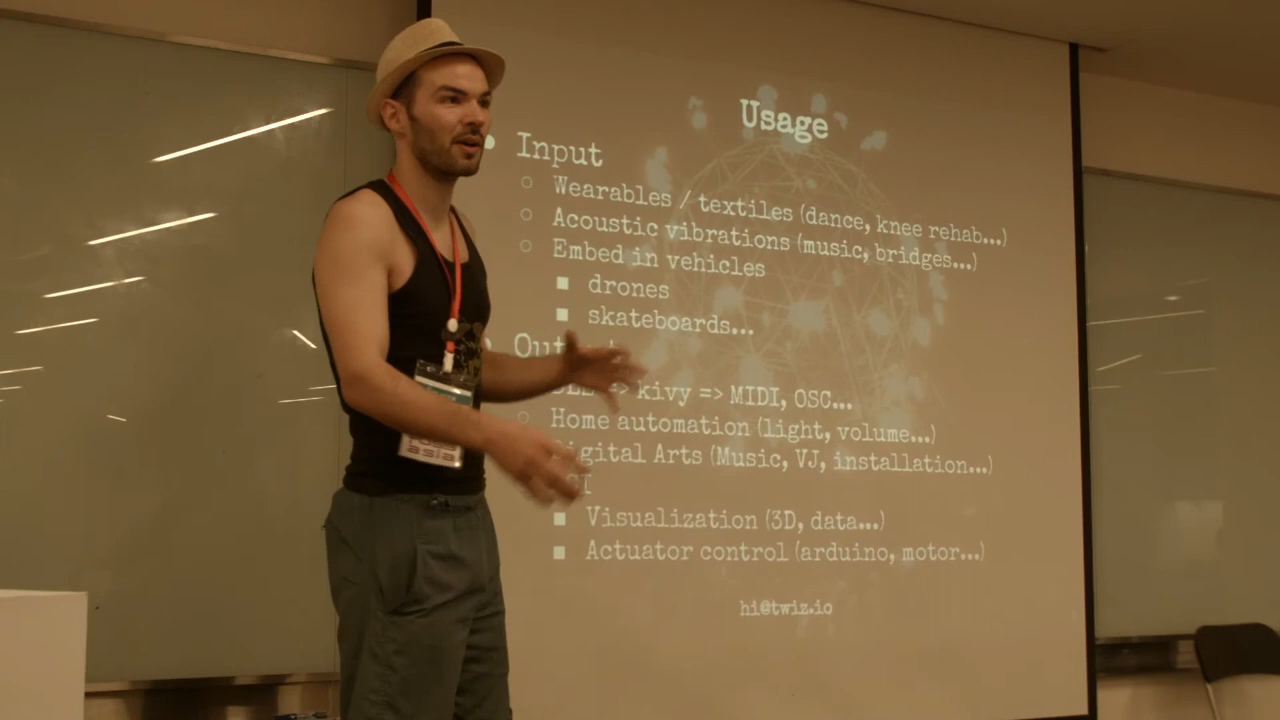 Usage
Input
Wearables / textiles (dance, knee rehab...)
Acoustic vibrations (music, bridges...)
Embed in vehicles
drones
skateboards...
=> kivy => MIDI, OSC...
Home automation (light, volume...)
Digital Arts (Music, VJ, installation...)
Visualization (3D, data...)
Actuator control (arduino, motor...)
hi@twiz.io
asia